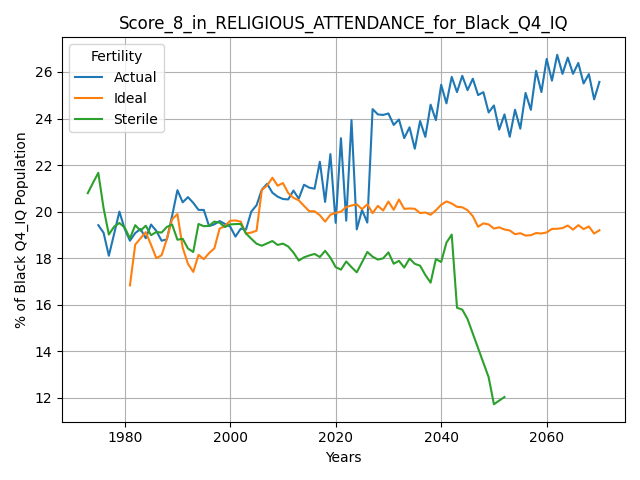 Score_8_in_RELIGIOUS_ATTENDANCE_for_Black_Q4_IQ
Fertility
Actual
Ideal
Sterile
% of Black Q4_IQ Population
26
24
22
20
18
16
14
12
1980 2000 2020 2040 2060
Years